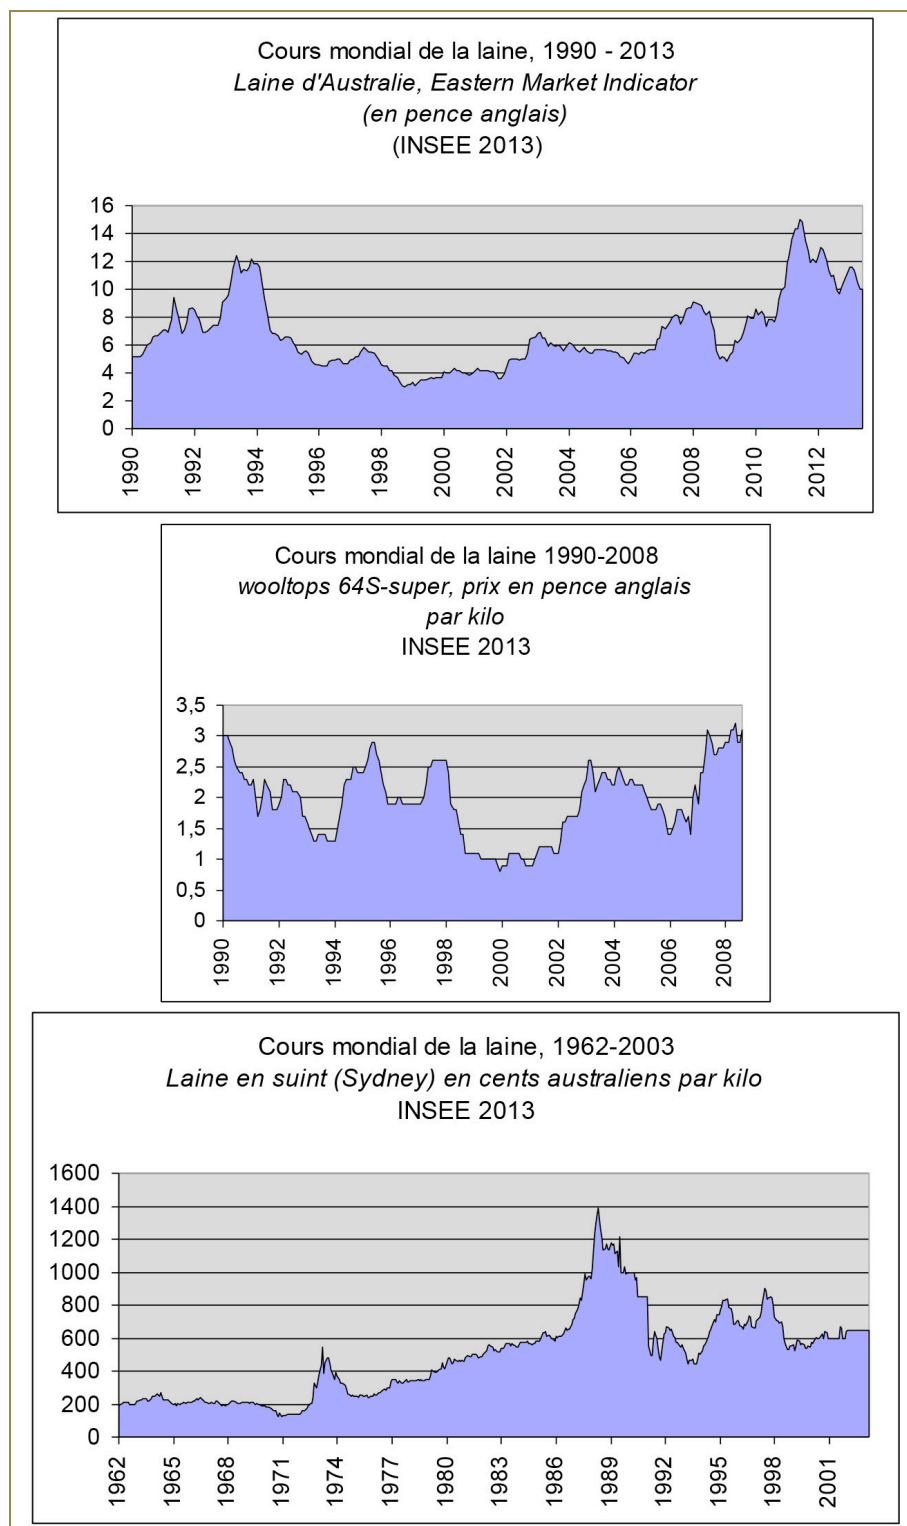 Cours mondial de la laine, 1990 - 2013
Laine d'Australie, Eastern Market Indicator
(en pence anglais)
(INSEE 2013)
16
14
12
10
8
6
4
2
0
1990 1992 1994 1996 1998 2000 2002 2004 2006 2008 2010 2012
Cours mondial de la laine 1990-2008
wooltops 64S-super, prix en pence anglais
par kilo
INSEE 2013
3,5
3
2,5
2
1,5
1
0,5
0
1990 1992 1994 1996 1998 2000 2002 2004 2006 2008
Cours mondial de la laine, 1962-2003
Laine en suint (Sydney) en cents australiens par kilo
INSEE 2013
1600
1400
1200
1000
800
600
400
200
0
1962 1965 1968 1971 1974 1977 1980 1983 1986 1989 1992 1995 1998 2001